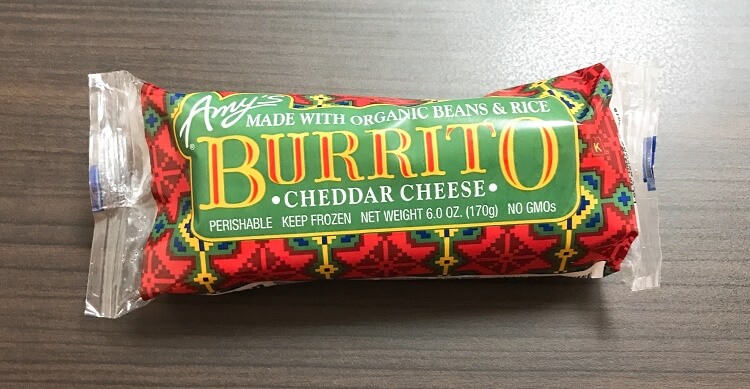 Amy's
®
MADE WITH ORGANIC BEANS & RICE
BURRITO
•CHEDDAR CHEESE•
PERISHABLE KEEP FROZEN NET WEIGHT 6.0 OZ. (170g) NO GMOs
K